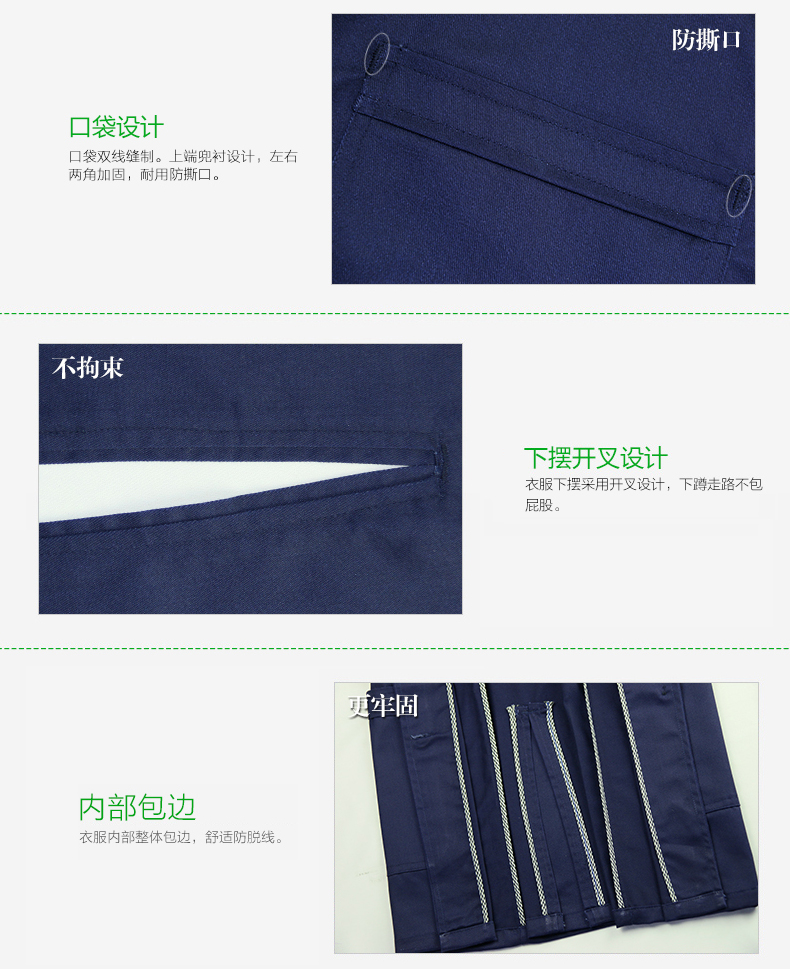 防撕口
口袋设计
口袋双线缝制。上端兜衬设计，左右
两角加固，耐用防撕口。
不拘束
下摆开叉设计
衣服下摆采用开叉设计，下蹲走路不包
屁股。
更牢固
内部包边
衣服内部整体包边，舒适防脱线。